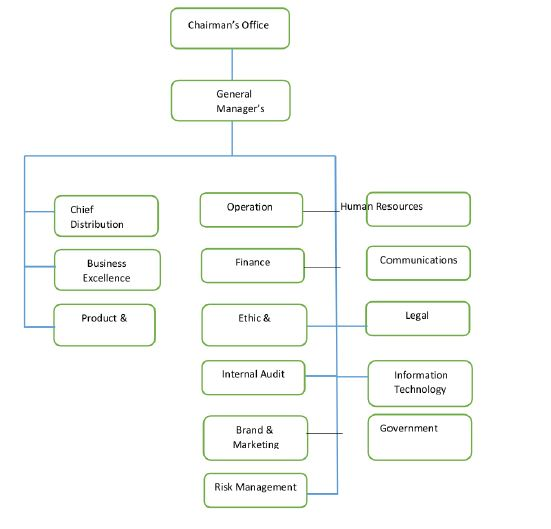 Chairman's Office
General
Manager's
Chief
Distribution
Business
Excellence
Product &
Operation
Finance
Ethic &
Internal Audit
Brand &
Marketing
Risk Management
Human Resources
Communications
Legal
Information
Technology
Government